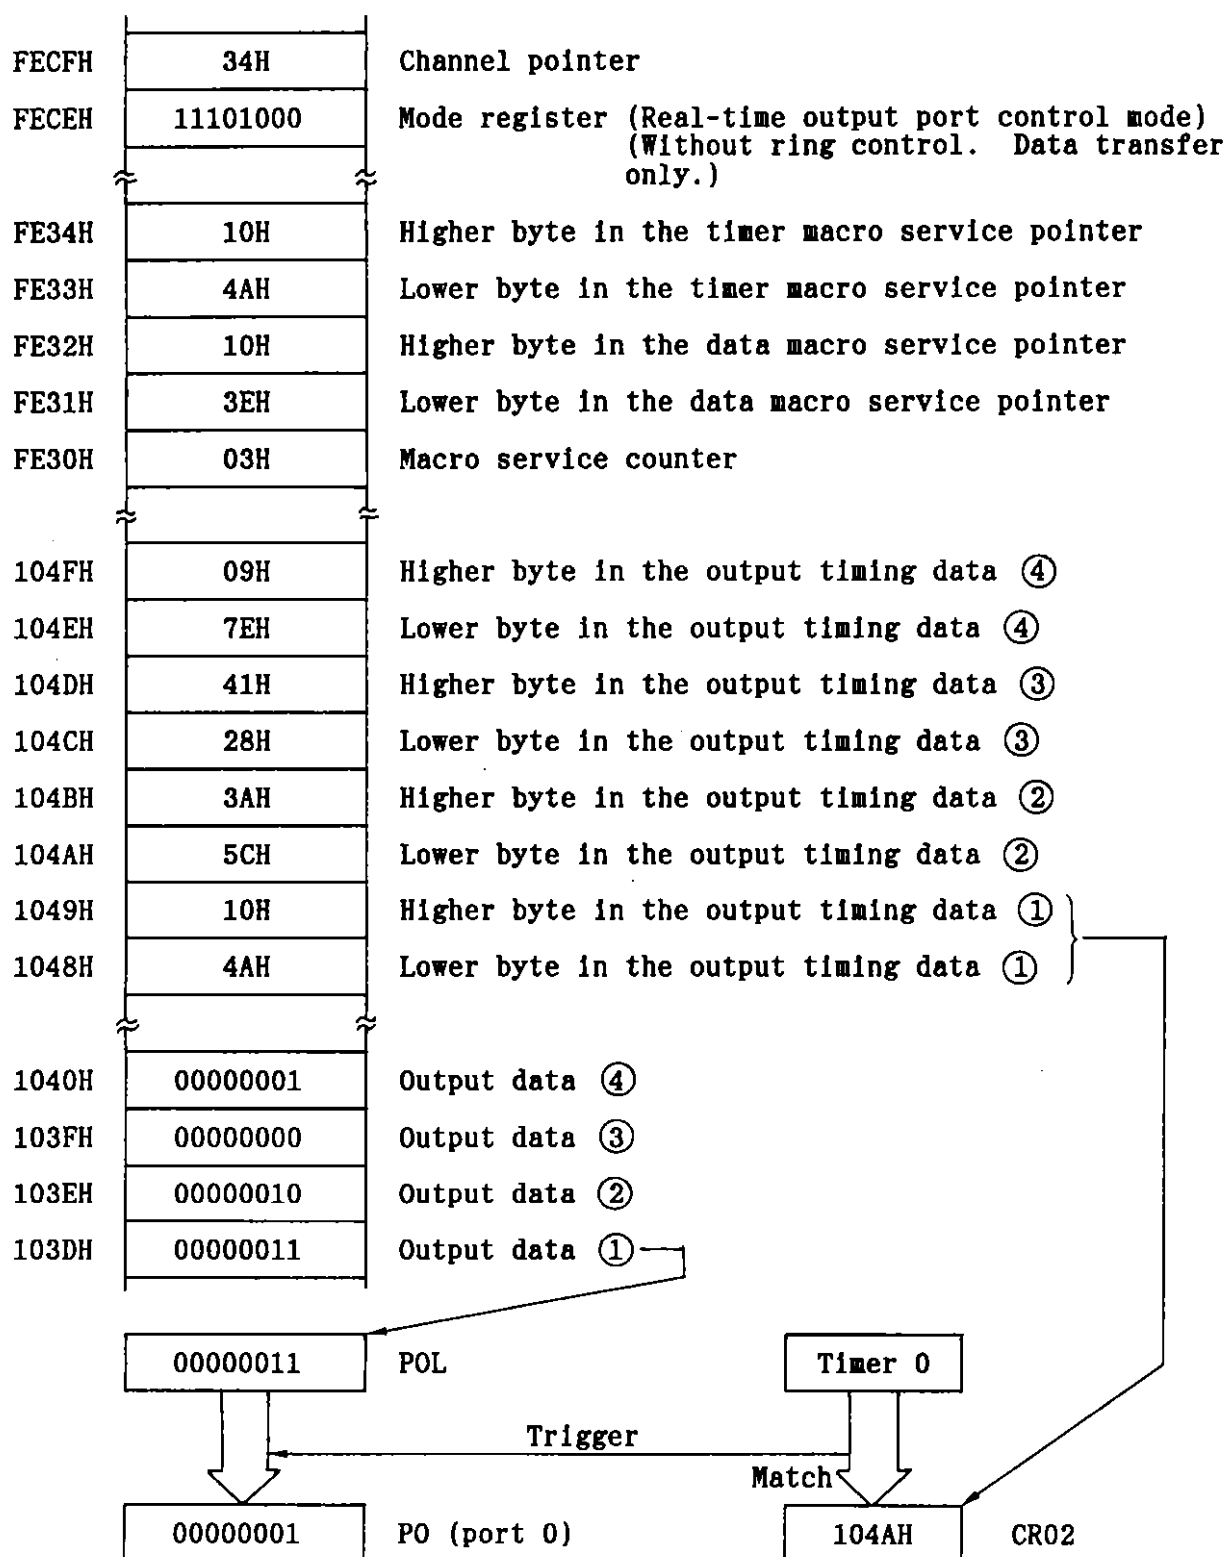 FECFH 34H Channel pointer
FECEH 11101000 Mode register (Real-time output port control mode)
(Without ring control. Data transfer
only.)
FE34H 10H Higher byte in the timer macro service pointer
FE33H 4AH Lower byte in the timer macro service pointer
FE32H 10H Higher byte in the data macro service pointer
FE31H 3EH Lower byte in the data macro service pointer
FE30H 03H Macro service counter
104FH 09H Higher byte in the output timing data ④
104EH 7EH Lower byte in the output timing data ④
104DH 41H Higher byte in the output timing data ③
104CH 28H Lower byte in the output timing data ③
104BH 3AH Higher byte in the output timing data ②
104AH 5CH Lower byte in the output timing data ②
1049H 10H Higher byte in the output timing data ①
1048H 4AH Lower byte in the output timing data ①
1040H 00000001 Output data ④
103FH 00000000 Output data ③
103EH 00000010 Output data ②
103DH 00000011 Output data ①
00000011 POL Timer 0
Trigger
Match
00000001 PO (port 0) 104AH CR02